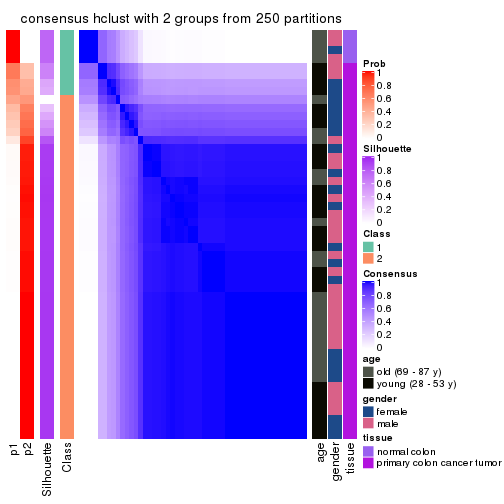 consensus hclust with 2 groups from 250 partitions
Prob
1
0.8
0.6
0.4
0.2
0
Silhouette
1
0.8
0.6
0.4
0.2
0
Class
1
2
Consensus
1
0.8
0.6
0.4
0.2
0
age
old (69 - 87 y)
young (28 - 53 y)
gender
female
male
tissue
normal colon
primary colon cancer tumor
p1
p2
Silhouette
Class
age
gender
tissue